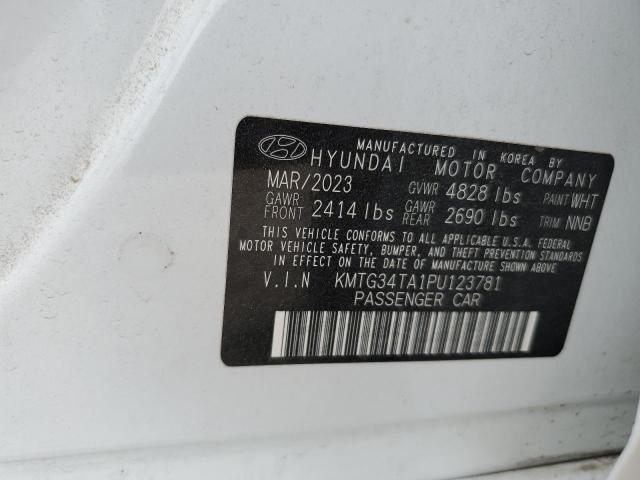 MANUFACTURED IN KOREA BY
HYUNDAI MOTOR COMPANY
MAR/2023 GVWR 4828 lbs PAINT WHT
GAWR FRONT 2414 lbs GAWR REAR 2690 lbs TRIM NNB
THIS VEHICLE CONFORMS TO ALL APPLICABLE U.S.A. FEDERAL
MOTOR VEHICLE SAFETY, BUMPER, AND THEFT PREVENTION STANDARDS
IN EFFECT ON THE DATE OF MANUFACTURE SHOWN ABOVE.
V.I.N KMTG34TA1PU123781
PASSENGER CAR